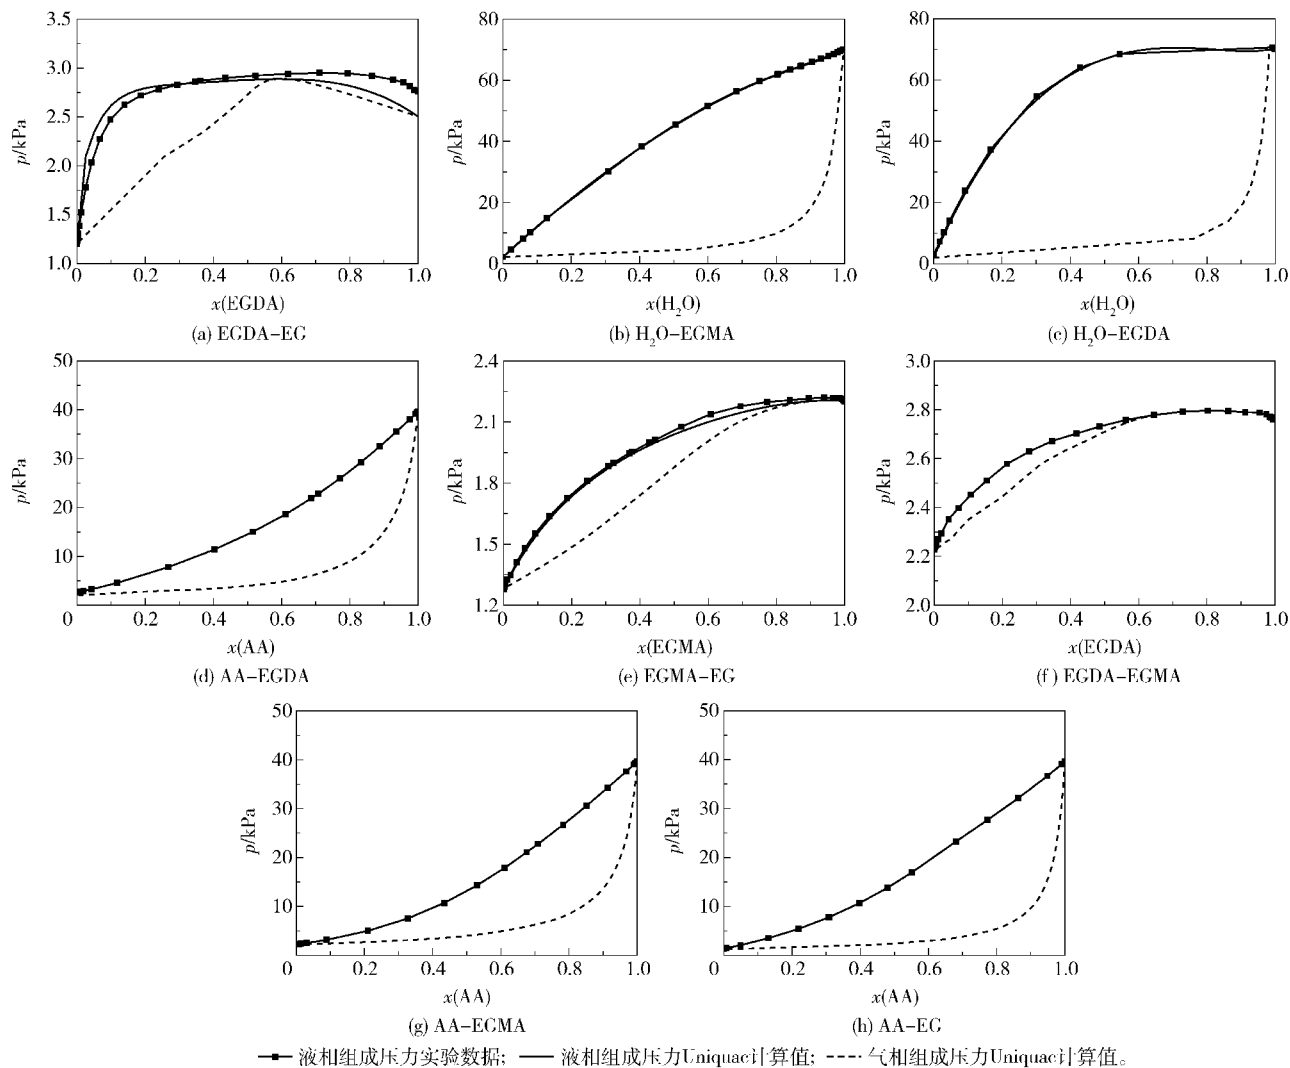 3.5
3.0
2.5
2.0
1.5
1.0
p/kPa
0 0.2 0.4 0.6 0.8 1.0
x(EGDA)
(a) EGDA-EG
80
60
40
20
0
p/kPa
0 0.2 0.4 0.6 0.8 1.0
x(H₂O)
(b) H₂O-EGMA
80
60
40
20
0
p/kPa
0 0.2 0.4 0.6 0.8 1.0
x(H₂O)
(c) H₂O-EGDA
50
40
30
20
10
p/kPa
0 0.2 0.4 0.6 0.8 1.0
x(AA)
(d) AA-EGDA
2.4
2.1
1.8
1.5
1.2
p/kPa
0 0.2 0.4 0.6 0.8 1.0
x(EGMA)
(e) EGMA-EG
3.0
2.8
2.6
2.4
2.2
2.0
p/kPa
0 0.2 0.4 0.6 0.8 1.0
x(EGDA)
(f) EGDA-EGMA
50
40
30
20
10
p/kPa
0 0.2 0.4 0.6 0.8 1.0
x(AA)
(g) AA-EGMA
50
40
30
20
10
p/kPa
0 0.2 0.4 0.6 0.8 1.0
x(AA)
(h) AA-EG
液相组成压力实验数据; 液相组成压力Uniquac计算值; 气相组成压力Uniquac计算值。